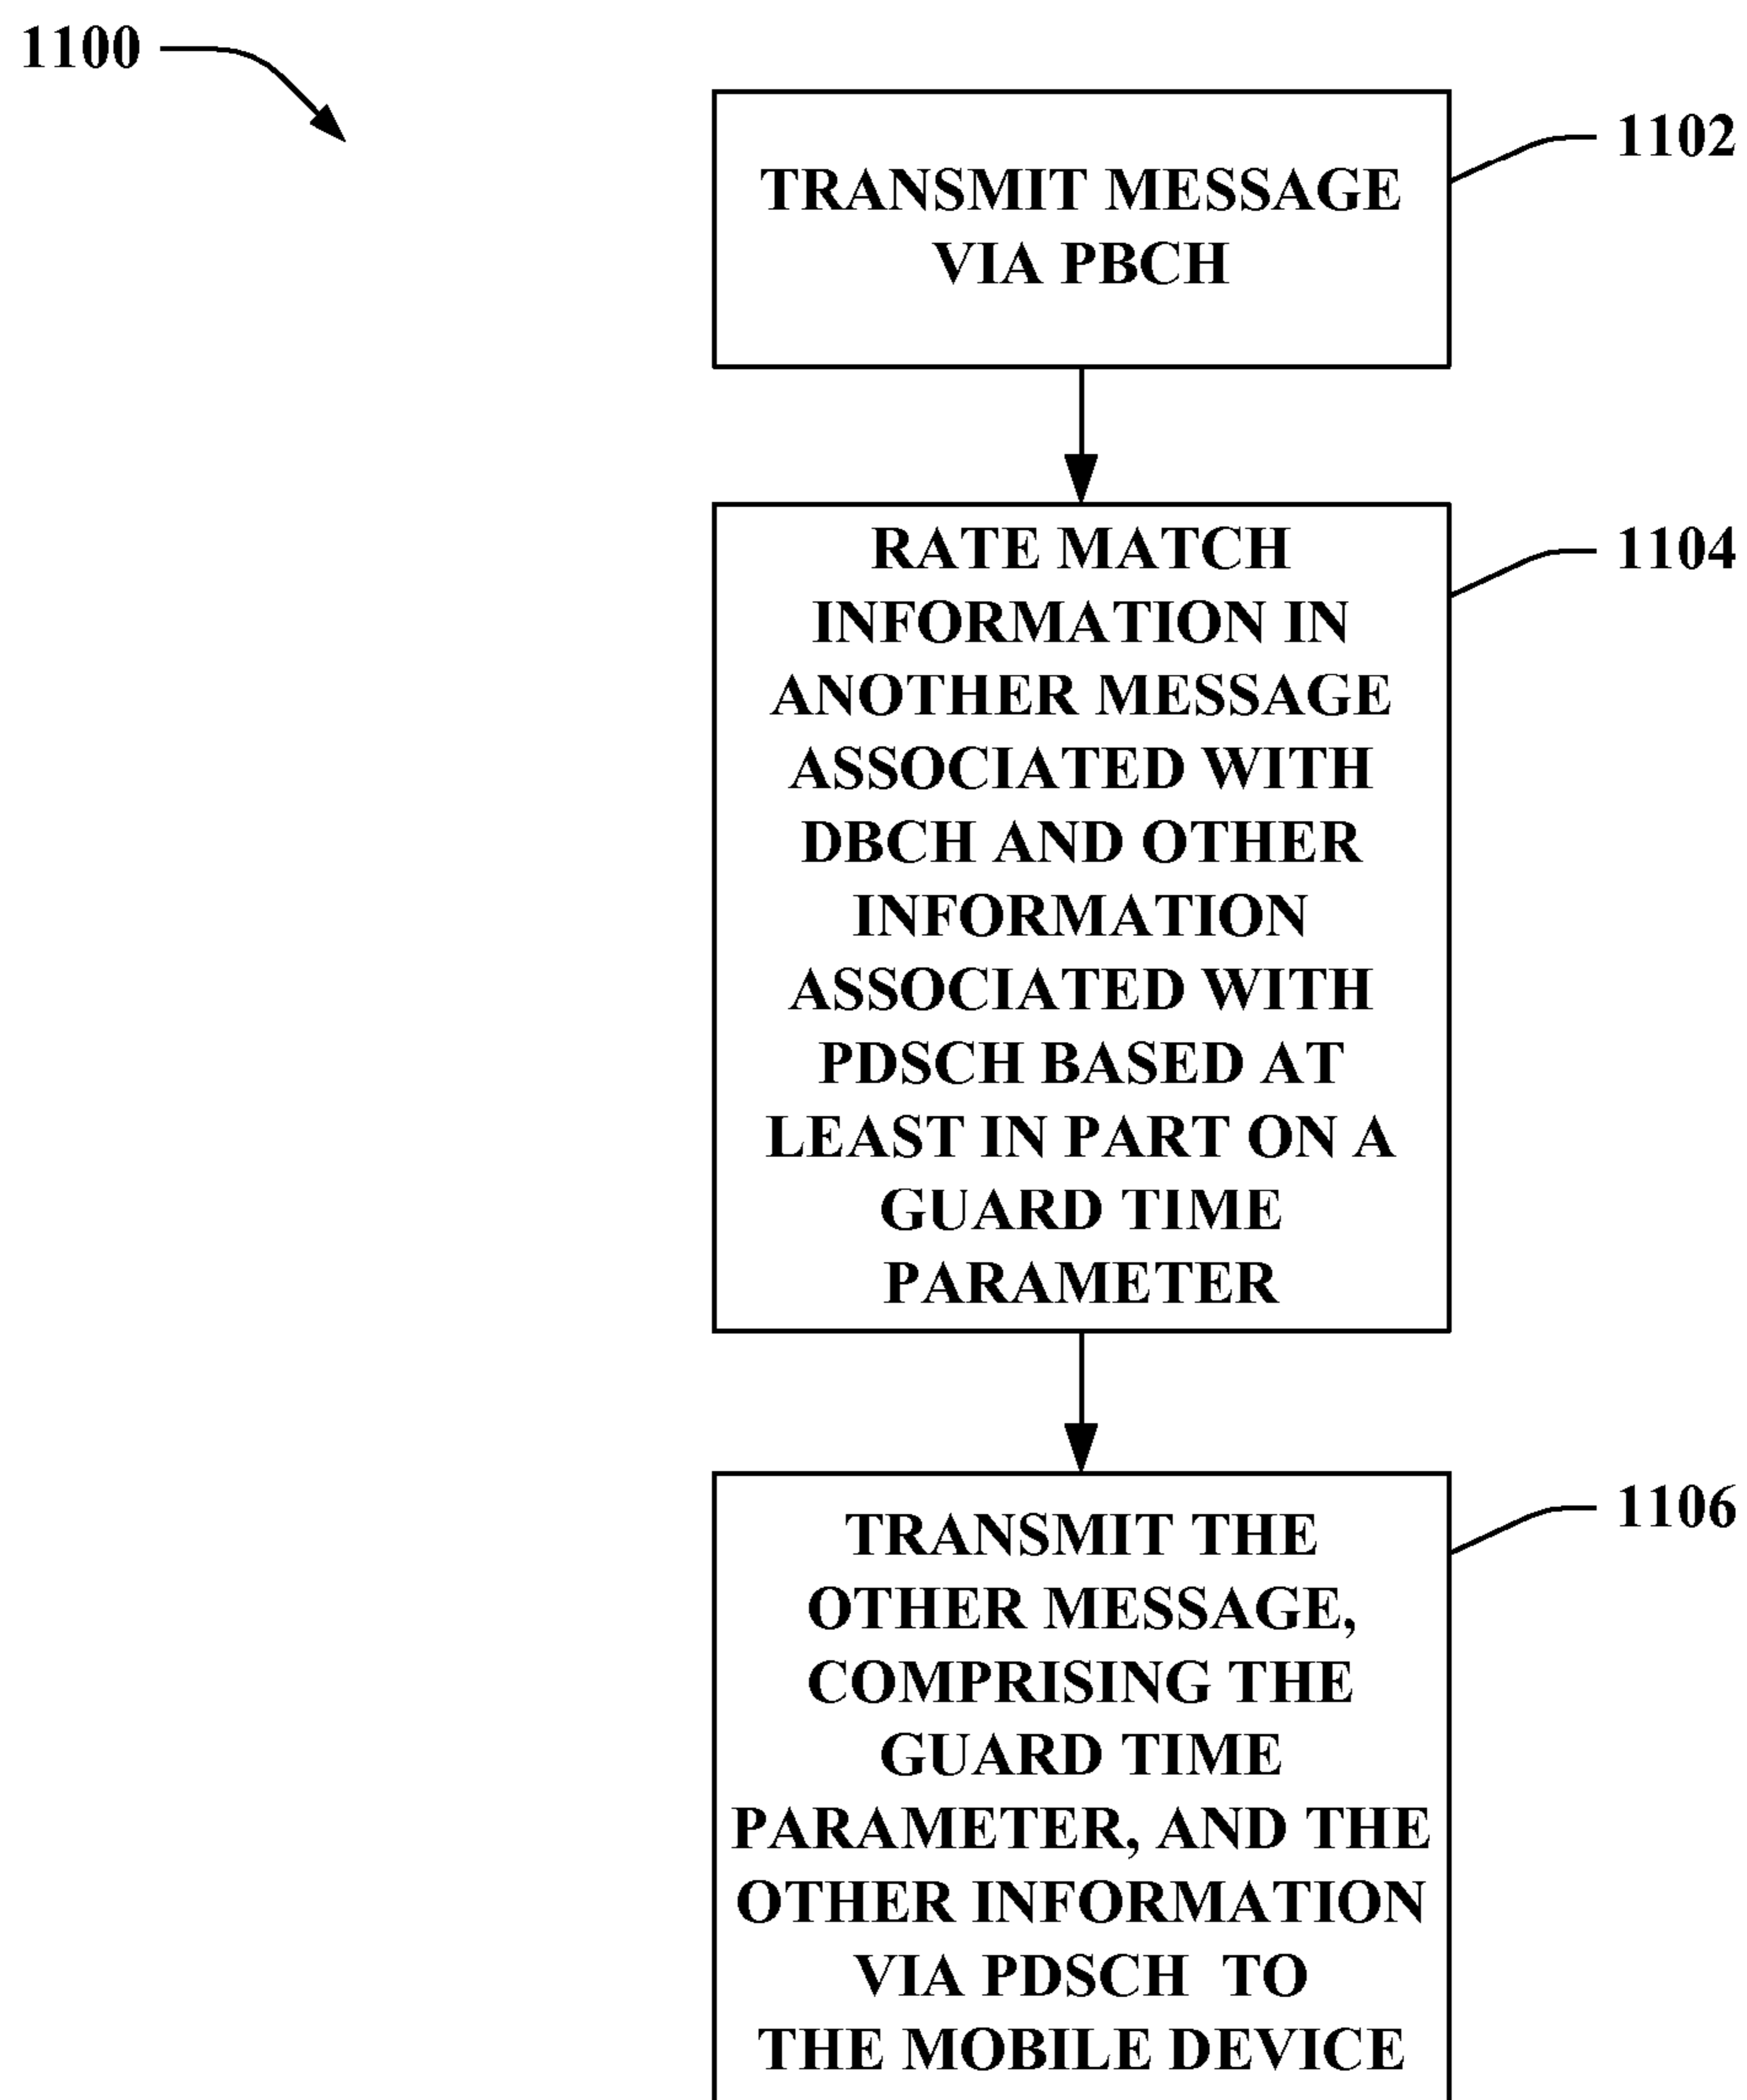 1100
1102
TRANSMIT MESSAGE
VIA PBCH
1104
RATE MATCH
INFORMATION IN
ANOTHER MESSAGE
ASSOCIATED WITH
DBCH AND OTHER
INFORMATION
ASSOCIATED WITH
PDSCH BASED AT
LEAST IN PART ON A
GUARD TIME
PARAMETER
1106
TRANSMIT THE
OTHER MESSAGE,
COMPRISING THE
GUARD TIME
PARAMETER, AND THE
OTHER INFORMATION
VIA PDSCH TO
THE MOBILE DEVICE